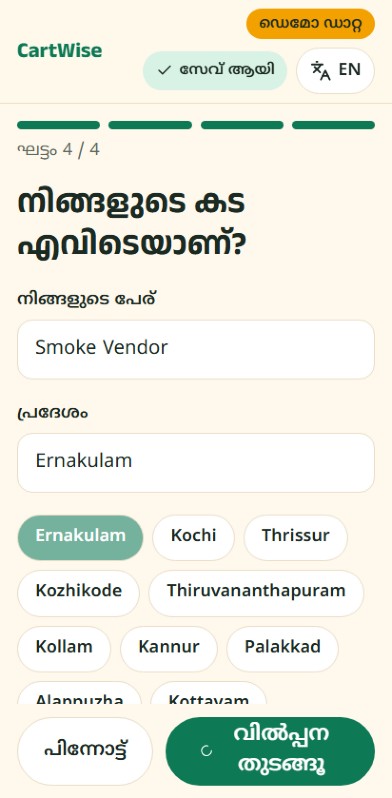 ഡെമോ ഡാറ്റ
CartWise
സേവ് ആയി
EN
ഘട്ടം 4 / 4
നിങ്ങളുടെ കട
എവിടെയാണ്?
നിങ്ങളുടെ പേര്
Smoke Vendor
പ്രദേശം
Ernakulam
Ernakulam
Kochi
Thrissur
Kozhikode
Thiruvananthapuram
Kollam
Kannur
Palakkad
Alappuzha
Kottayam
പിന്നോട്ട്
വിൽപ്പന
തുടങ്ങൂ